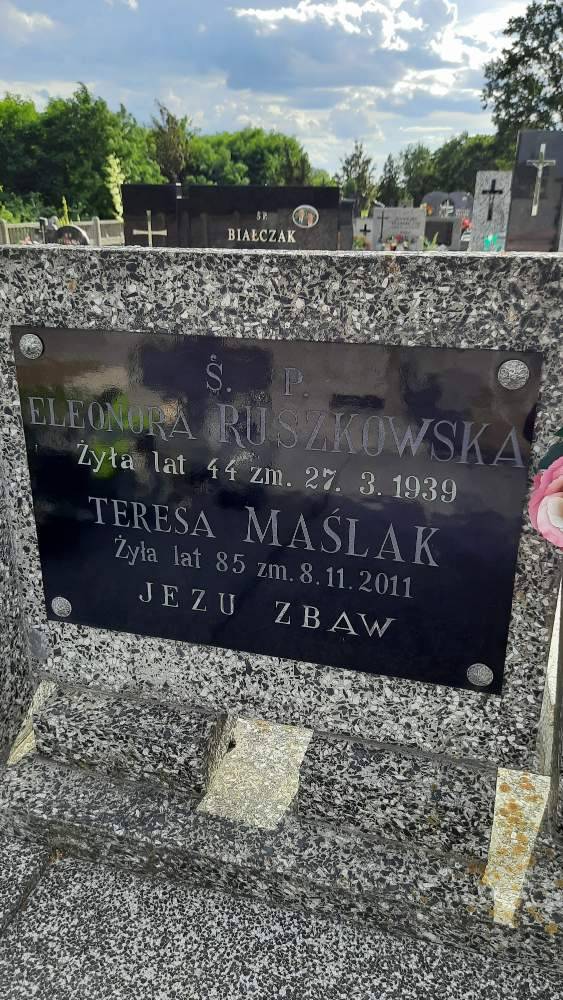 Ś.P.
BIAŁCZAK
Ś. P.
ELEONORA RUSZKOWSKA
Żyła lat 44 zm. 27. 3. 1939
TERESA MAŚLAK
Żyła lat 85 zm. 8.11.2011
JEZU ZBAW